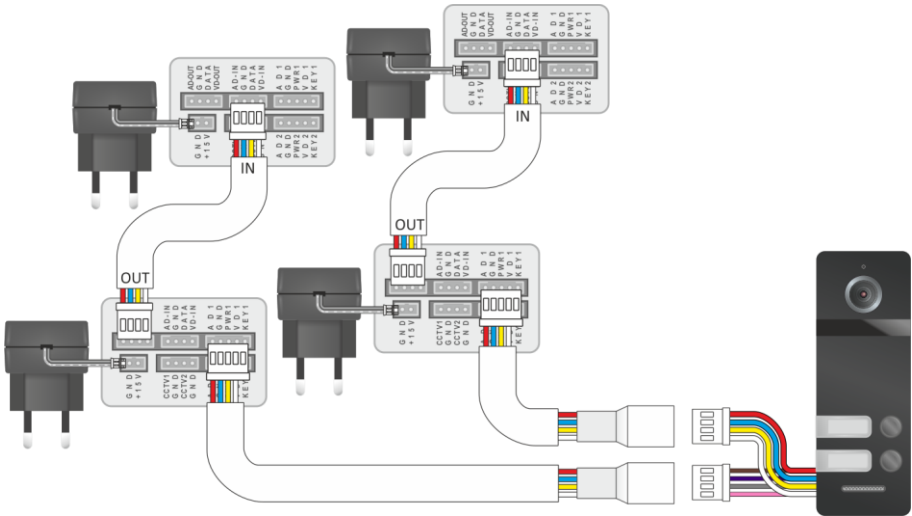 AD-OUT
GND
DATA
VD-OUT
AD-IN
GND
DATA
VD-IN
AD1
GND
PWR1
VD1
KEY1
GND
+15V
AD2
GND
PWR2
VD2
KEY2
IN
AD-OUT
GND
DATA
VD-OUT
AD-IN
GND
DATA
VD-IN
AD1
GND
PWR1
VD1
KEY1
GND
+15V
AD2
GND
PWR2
VD2
KEY2
IN
OUT
AD-IN
GND
DATA
VD-IN
AD1
GND
PWR1
VD1
KEY1
GND
+15V
CCTV1
GND
CCTV2
GND
KEY
OUT
AD-IN
GND
DATA
VD-IN
AD1
GND
PWR1
VD1
KEY1
GND
+15V
CCTV1
GND
CCTV2
GND
KEY